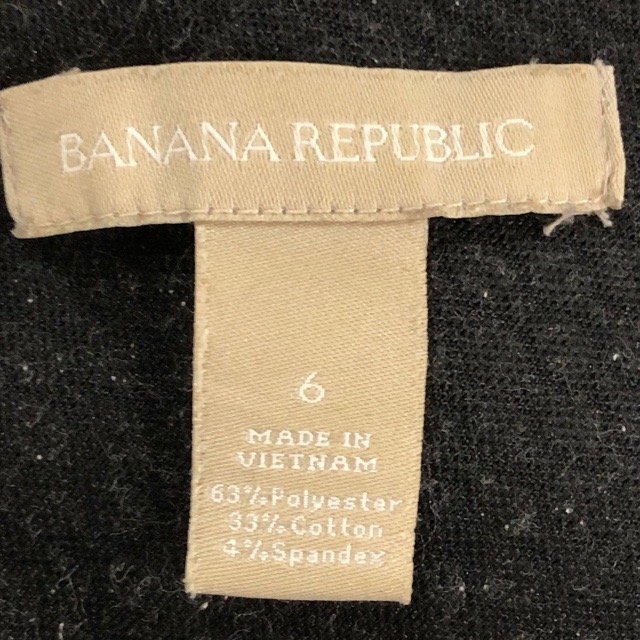 BANANA REPUBLIC
6
MADE IN
VIETNAM
63%Polyester
33%Cotton
4%Spandex